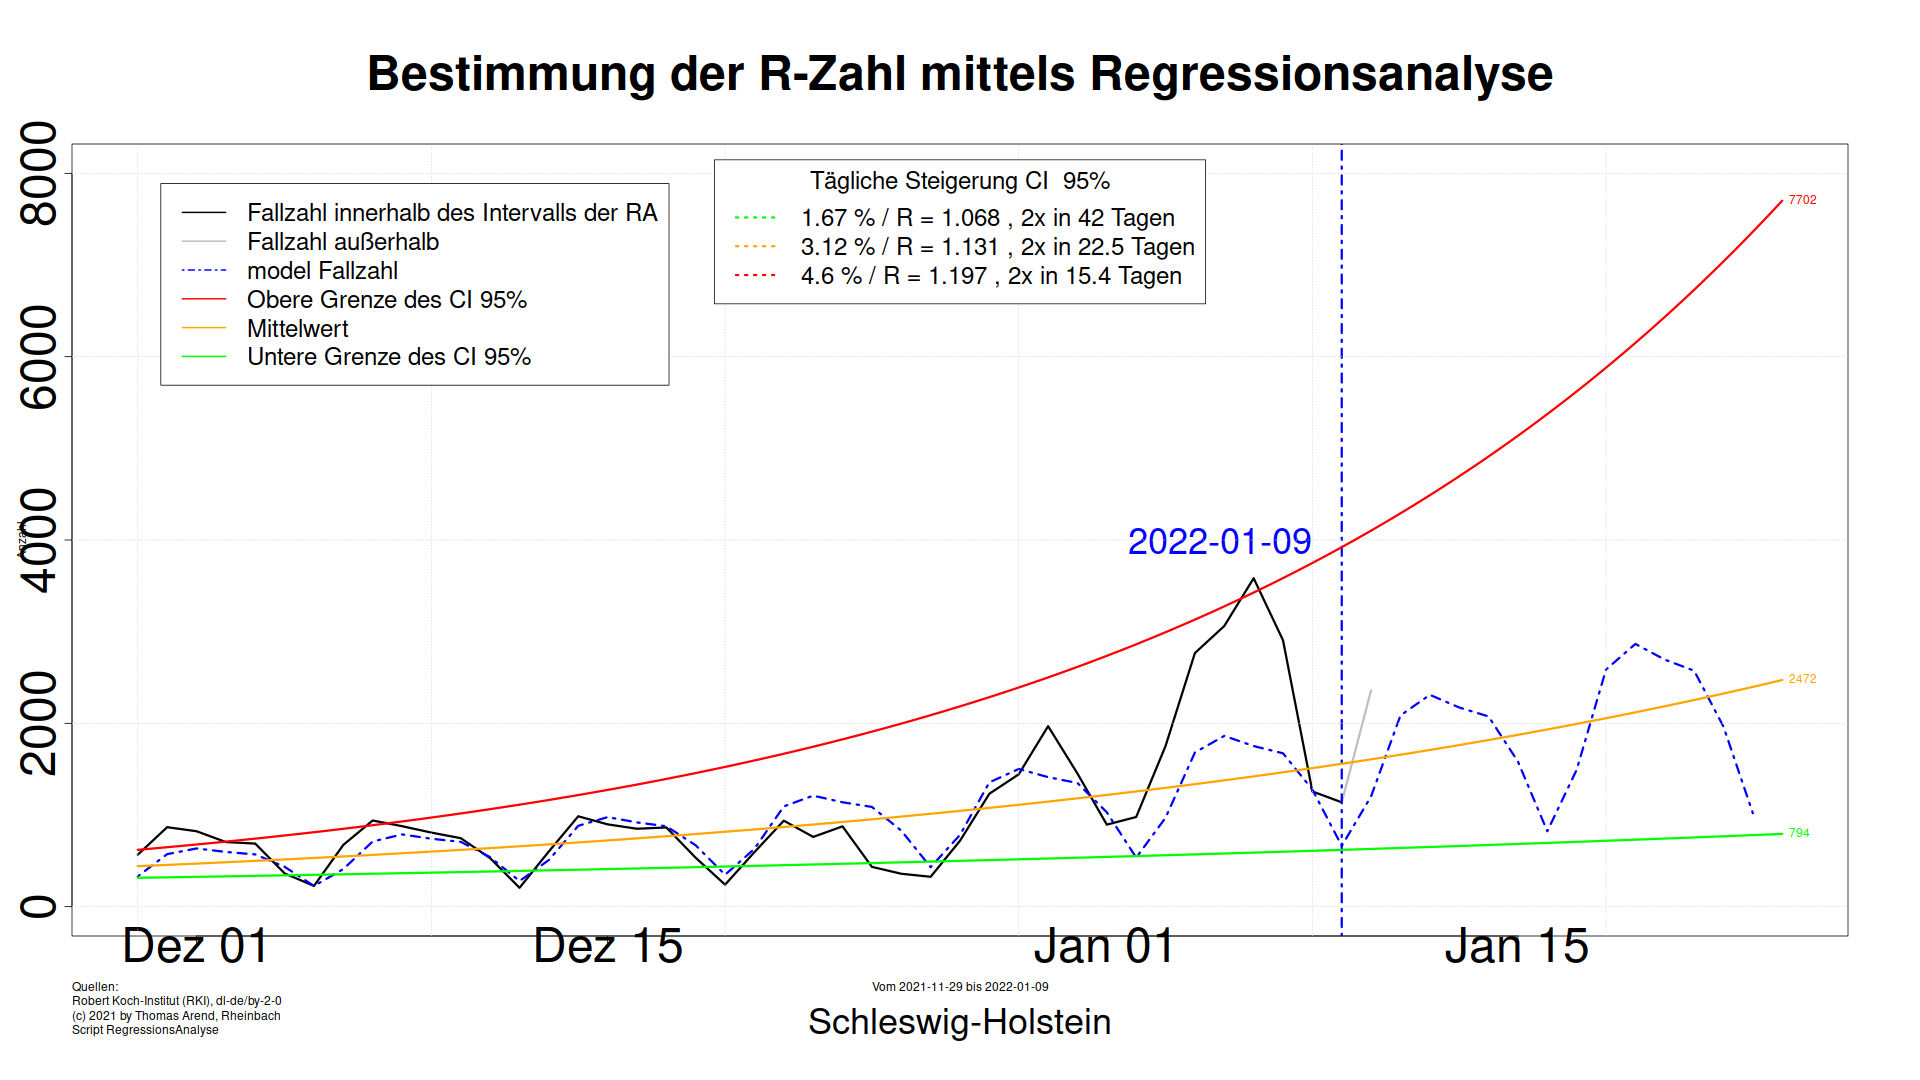 Bestimmung der R-Zahl mittels Regressionsanalyse
8000
6000
4000
2000
0
Anzahl
Fallzahl innerhalb des Intervalls der RA
Fallzahl außerhalb
model Fallzahl
Obere Grenze des CI 95%
Mittelwert
Untere Grenze des CI 95%
Tägliche Steigerung CI  95%
1.67 % / R = 1.068 , 2x in 42 Tagen
3.12 % / R = 1.131 , 2x in 22.5 Tagen
4.6 % / R = 1.197 , 2x in 15.4 Tagen
7702
2022-01-09
2472
794
Dez 01 Dez 15 Jan 01 Jan 15
Quellen:
Robert Koch-Institut (RKI), dl-de/by-2-0
(c) 2021 by Thomas Arend, Rheinbach
Script RegressionsAnalyse
Vom 2021-11-29 bis 2022-01-09
Schleswig-Holstein